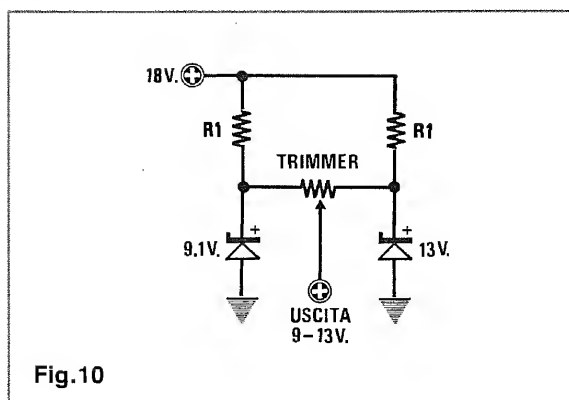 18V.
R1
R1
TRIMMER
9,1V.
13V.
+
+
USCITA
9-13V.
Fig.10